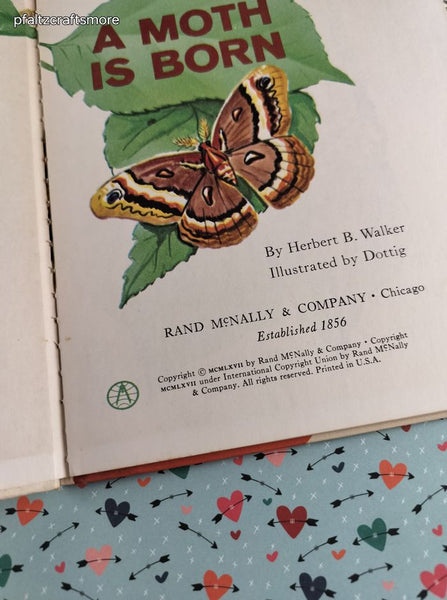 pfaltzcraftsmore
A MOTH
IS BORN
By Herbert B. Walker
Illustrated by Dottig
RAND McNALLY & COMPANY • Chicago
Established 1856
Copyright © MCMLXVII by Rand McNally & Company • Copyright
MCMLXVII under International Copyright Union by Rand McNally
& Company. All rights reserved. Printed in U.S.A.